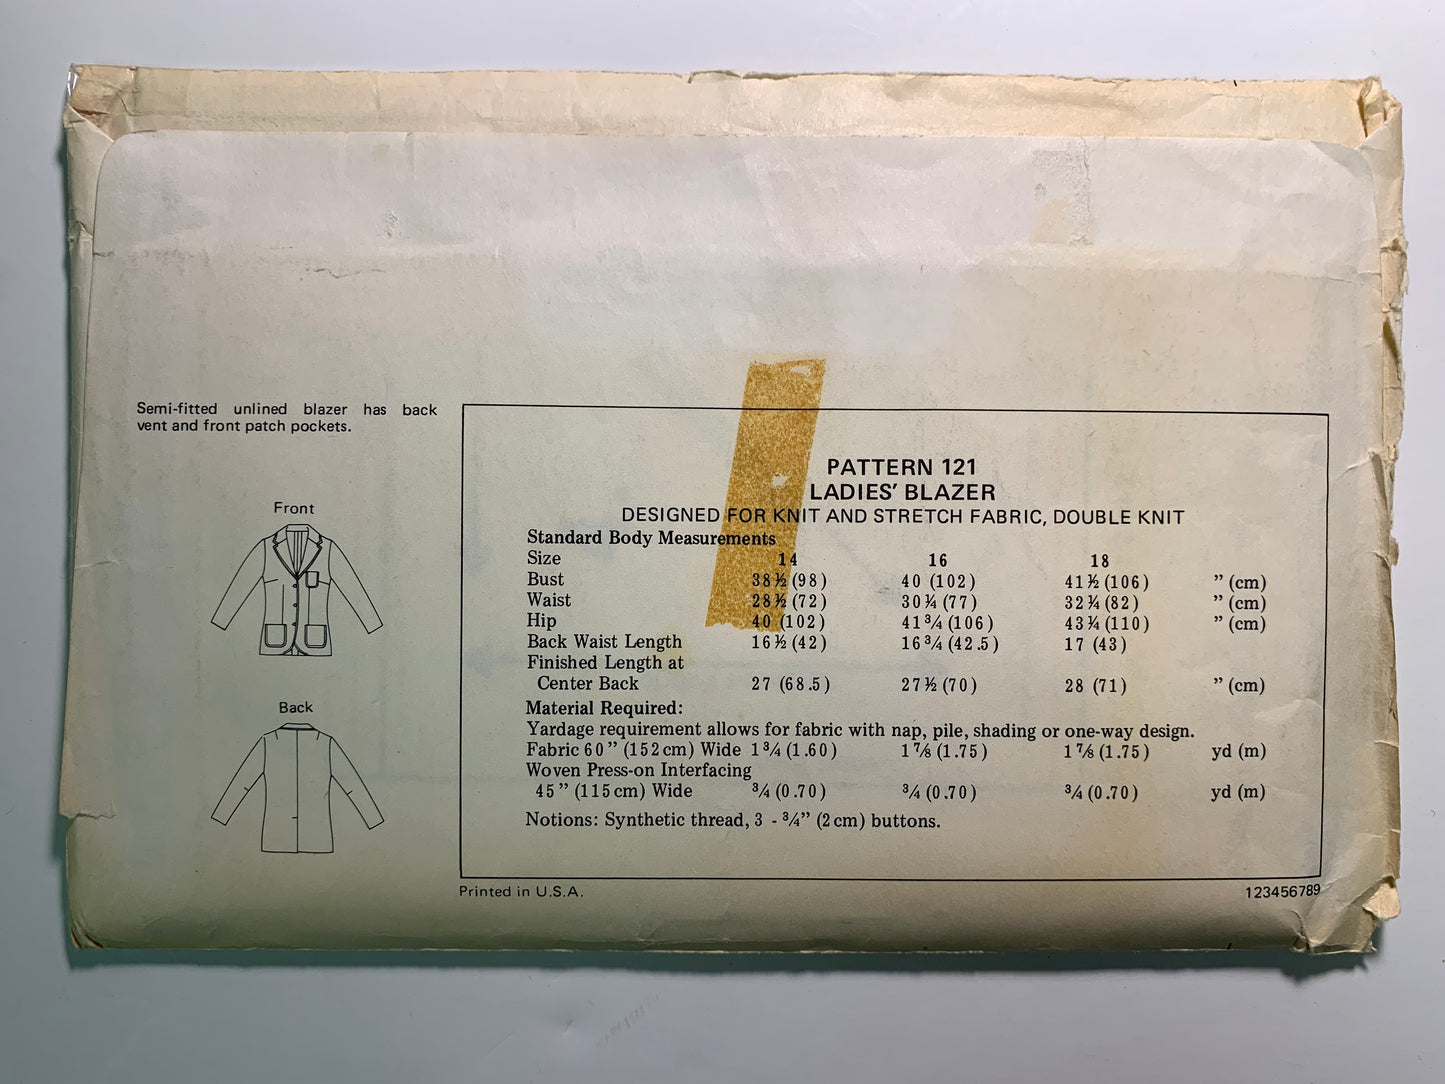 Semi-fitted unlined blazer has back
vent and front patch pockets.
Front
Back
PATTERN 121
LADIES' BLAZER
DESIGNED FOR KNIT AND STRETCH FABRIC, DOUBLE KNIT
Standard Body Measurements
Size 14 16 18
Bust 38½ (98) 40 (102) 41½ (106) ” (cm)
Waist 28½ (72) 30¼ (77) 32¼ (82) ” (cm)
Hip 40 (102) 41¾ (106) 43¼ (110) ” (cm)
Back Waist Length 16½ (42) 16¾ (42.5) 17 (43)
Finished Length at
Center Back 27 (68.5) 27½ (70) 28 (71) ” (cm)
Material Required:
Yardage requirement allows for fabric with nap, pile, shading or one-way design.
Fabric 60” (152 cm) Wide 1¾ (1.60) 1⅞ (1.75) 1⅞ (1.75) yd (m)
Woven Press-on Interfacing
45” (115 cm) Wide ¾ (0.70) ¾ (0.70) ¾ (0.70) yd (m)
Notions: Synthetic thread, 3 - ¾” (2 cm) buttons.
Printed in U.S.A. 123456789